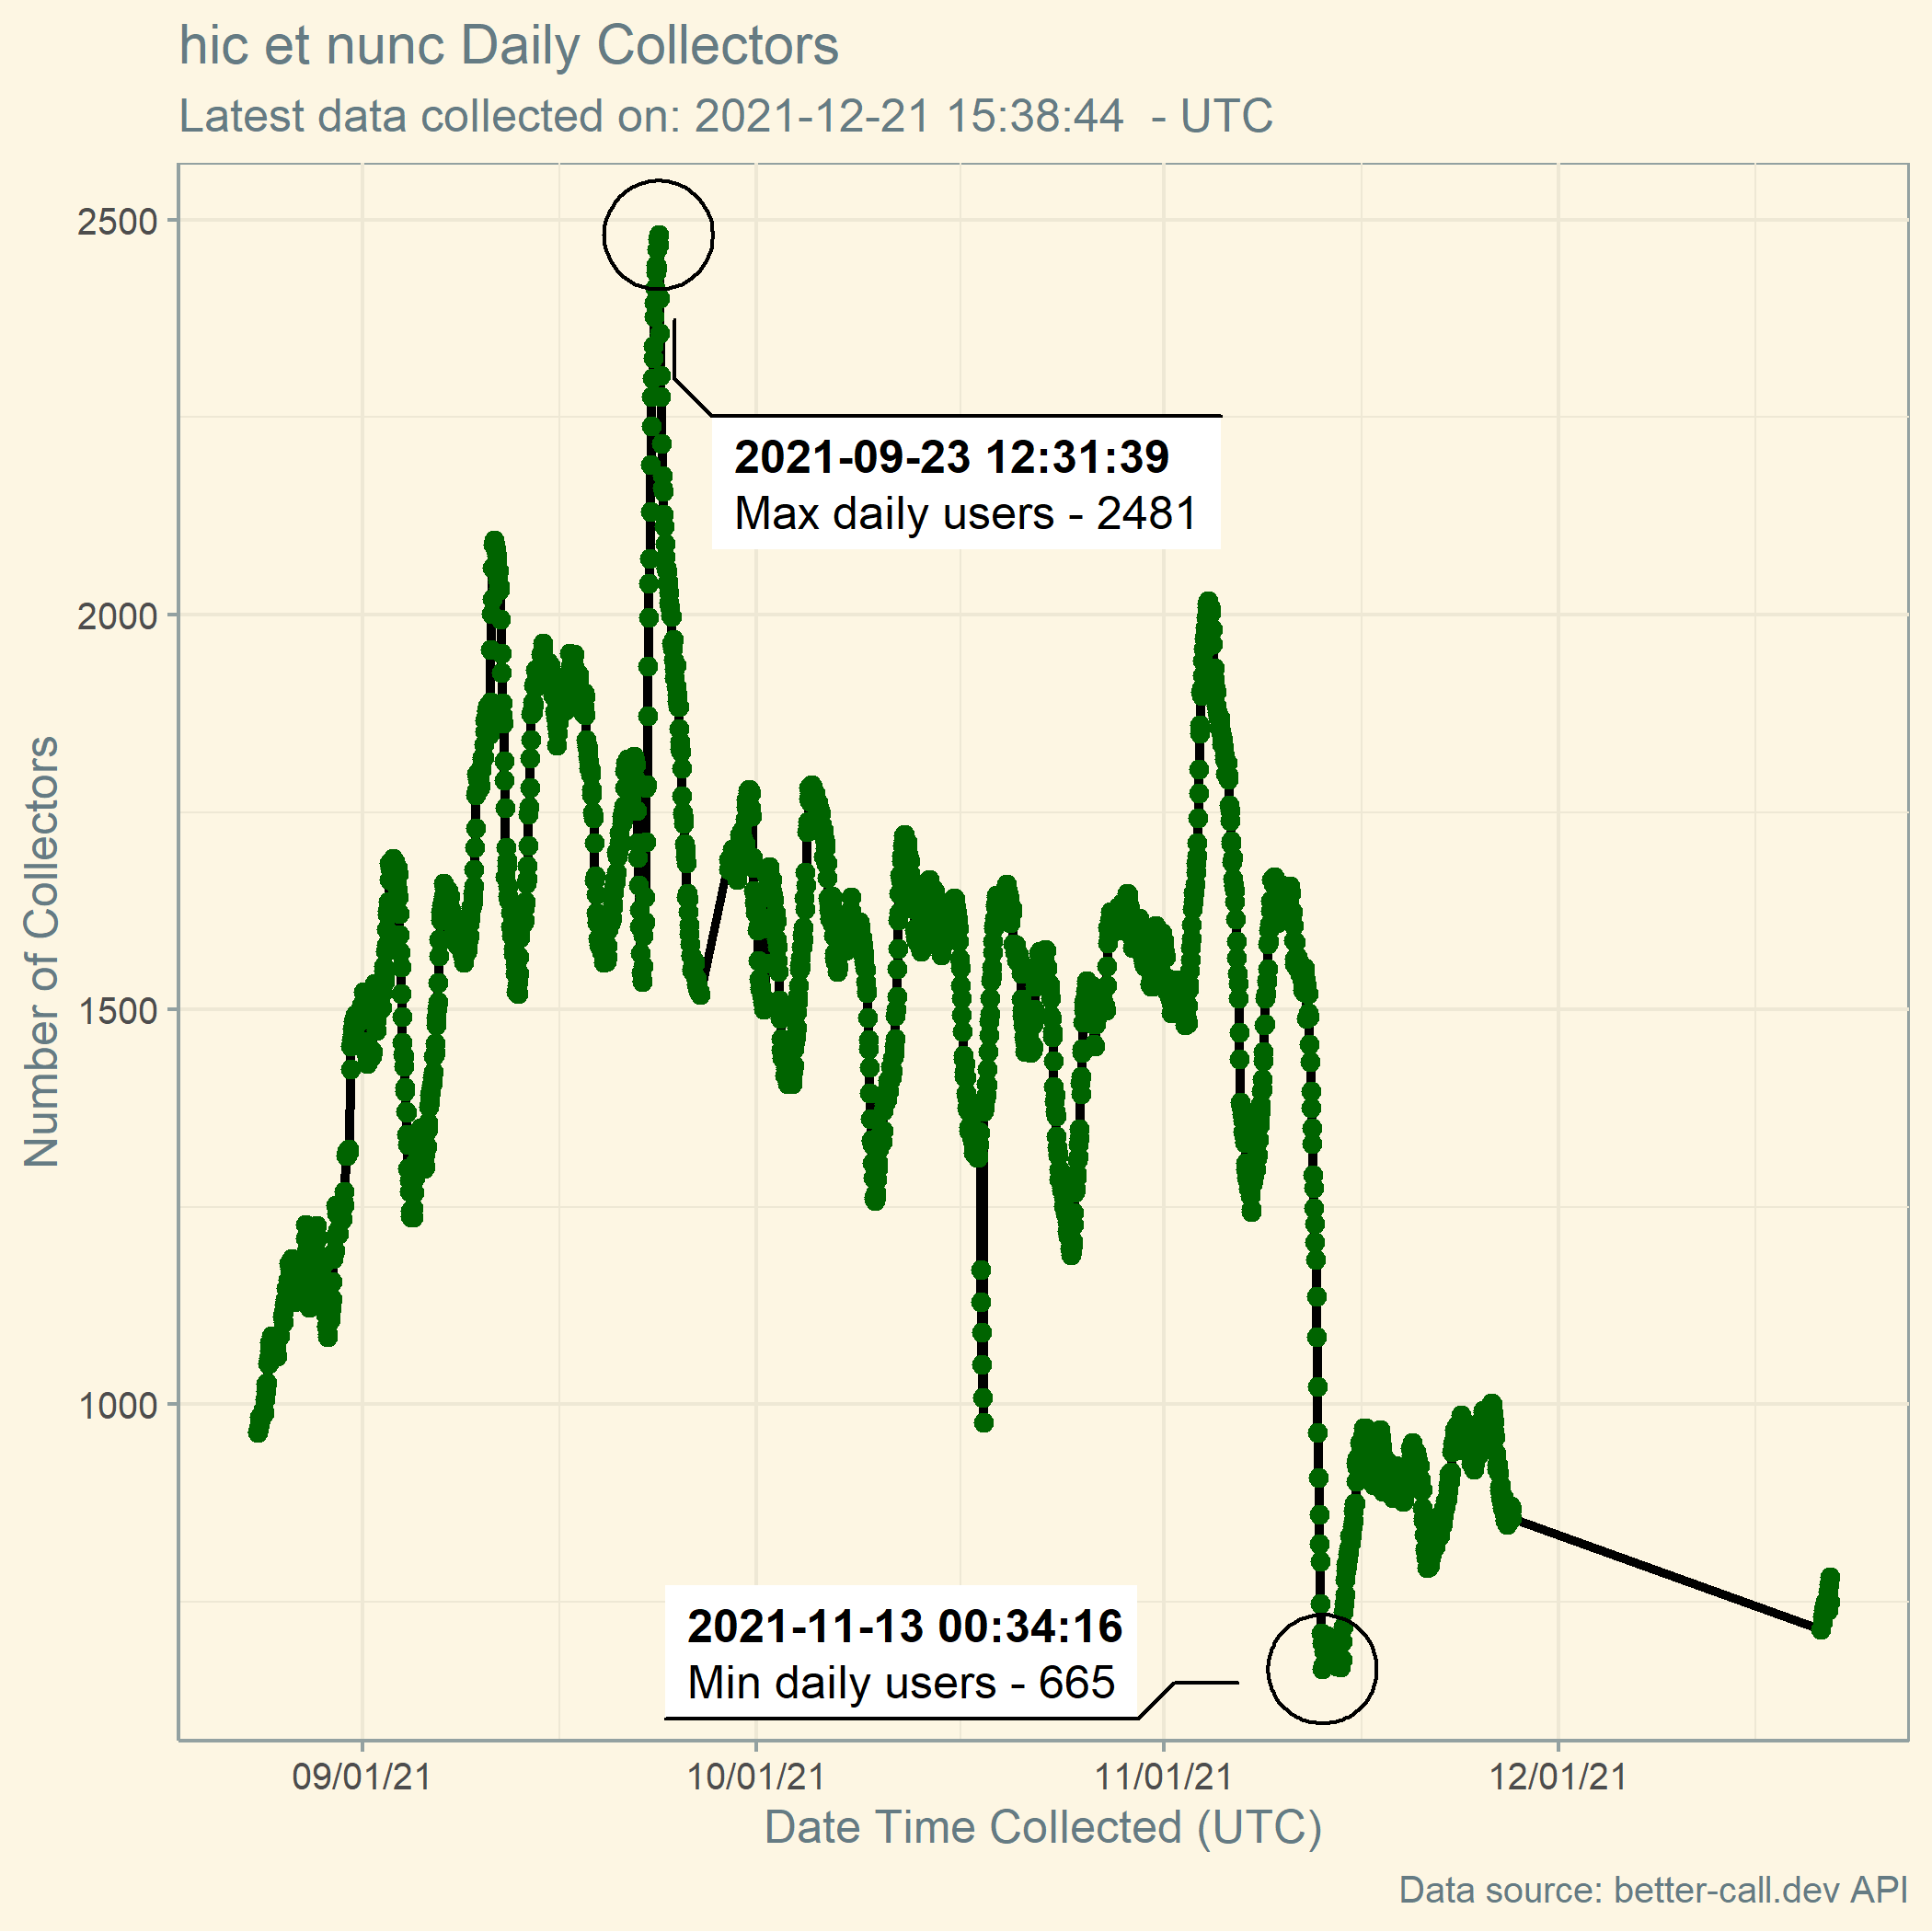 hic et nunc Daily Collectors
Latest data collected on: 2021-12-21 15:38:44  - UTC
Number of Collectors
2500
2000
1500
1000
2021-09-23 12:31:39
Max daily users - 2481
2021-11-13 00:34:16
Min daily users - 665
09/01/21
10/01/21
11/01/21
12/01/21
Date Time Collected (UTC)
Data source: better-call.dev API